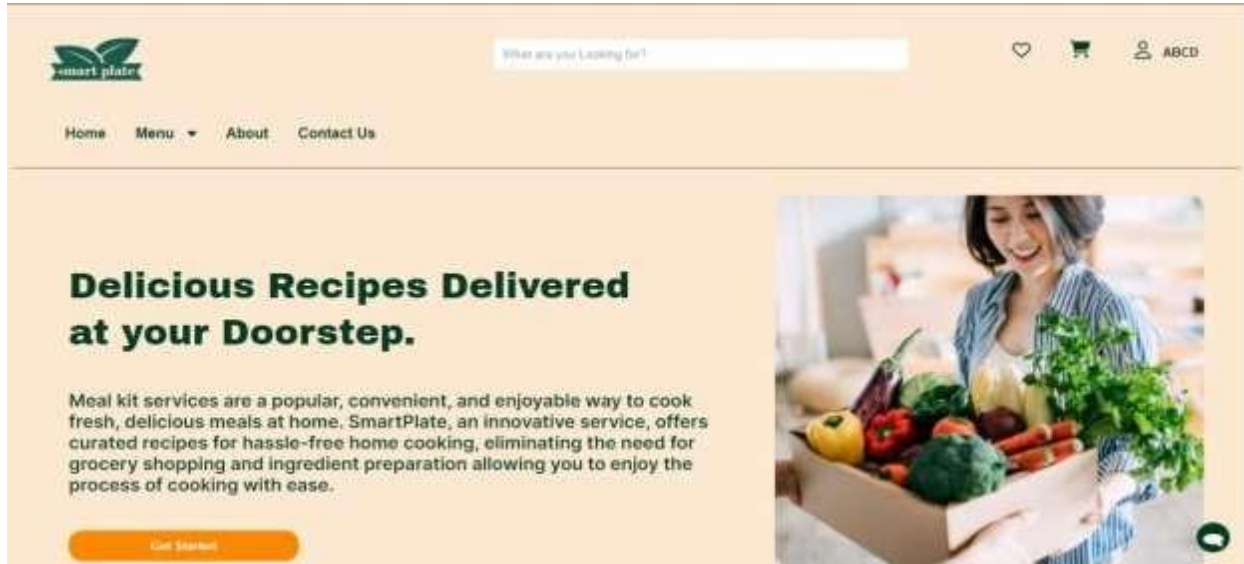 smart plate
What are you Looking for?
ABCD
Home Menu About Contact Us
Delicious Recipes Delivered
at your Doorstep.
Meal kit services are a popular, convenient, and enjoyable way to cook
fresh, delicious meals at home. SmartPlate, an innovative service, offers
curated recipes for hassle-free home cooking, eliminating the need for
grocery shopping and ingredient preparation allowing you to enjoy the
process of cooking with ease.
Get Started